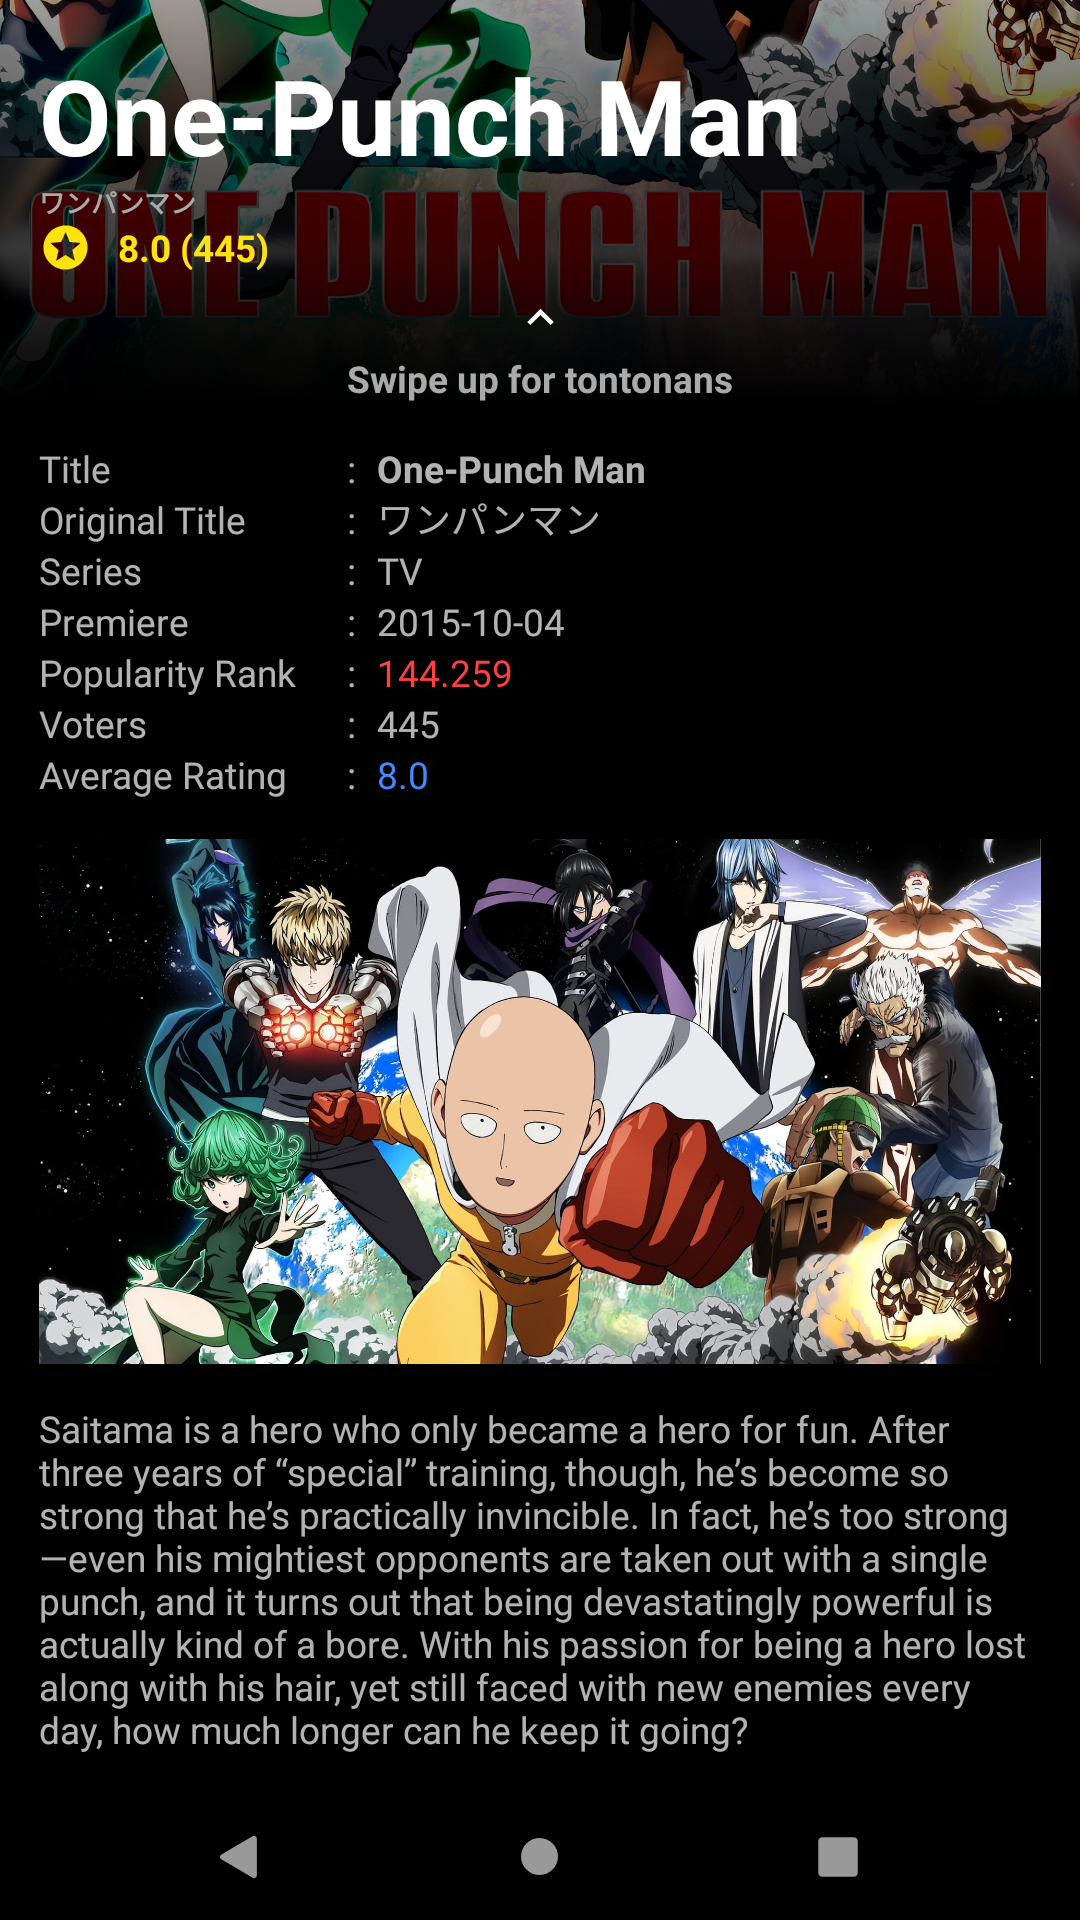 One-Punch Man
ワンパンマン
ONE PUNCH MAN
8.0 (445)
Swipe up for tontonans
Title : One-Punch Man
Original Title : ワンパンマン
Series : TV
Premiere : 2015-10-04
Popularity Rank : 144.259
Voters : 445
Average Rating : 8.0
Saitama is a hero who only became a hero for fun. After
three years of “special” training, though, he’s become so
strong that he’s practically invincible. In fact, he’s too strong
—even his mightiest opponents are taken out with a single
punch, and it turns out that being devastatingly powerful is
actually kind of a bore. With his passion for being a hero lost
along with his hair, yet still faced with new enemies every
day, how much longer can he keep it going?